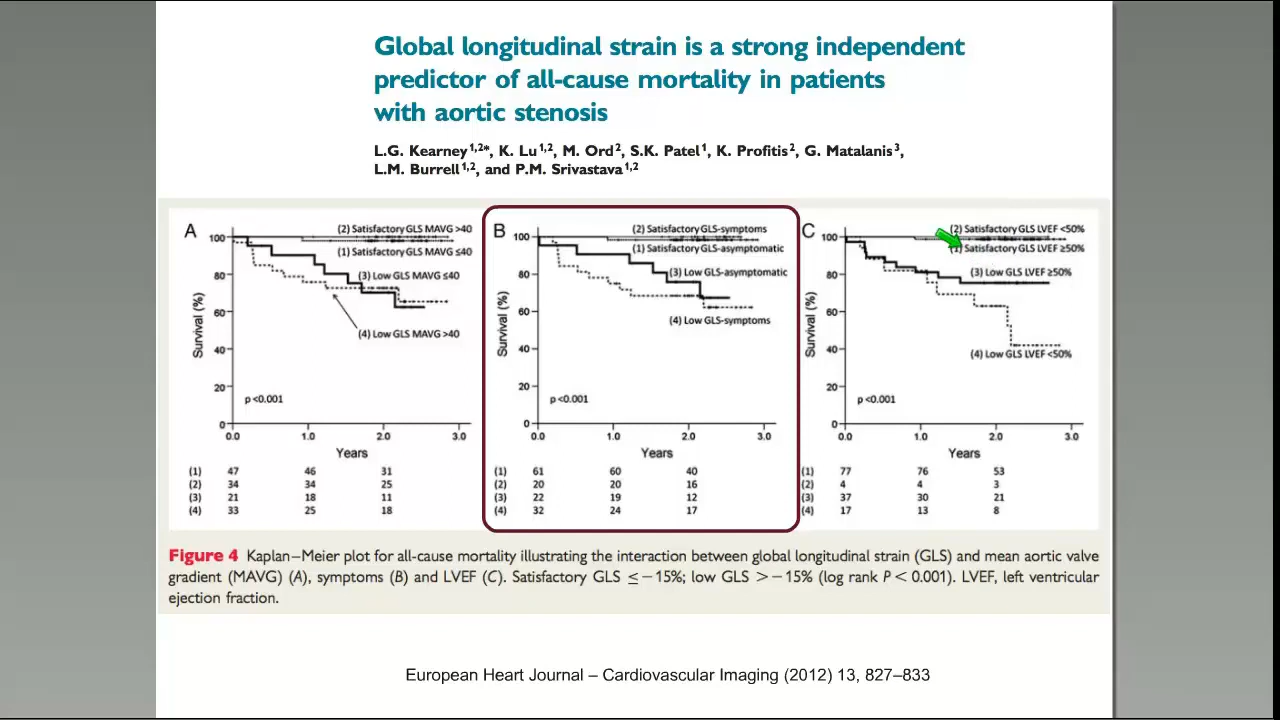 Global longitudinal strain is a strong independent
predictor of all-cause mortality in patients
with aortic stenosis
L.G. Kearney1,2*, K. Lu1,2, M. Ord2, S.K. Patel1, K. Profitis2, G. Matalanis3,
L.M. Burrell1,2, and P.M. Srivastava1,2
A
Survival (%)
100
80
60
40
20
0
(2) Satisfactory GLS MAVG >40
(1) Satisfactory GLS MAVG ≤40
(3) Low GLS MAVG ≤40
(4) Low GLS MAVG >40
p <0.001
0.0 1.0 2.0 3.0
Years
(1) 47 46 31
(2) 34 34 25
(3) 21 18 11
(4) 33 25 18
B
Survival (%)
100
80
60
40
20
0
(2) Satisfactory GLS-symptoms
(1) Satisfactory GLS-asymptomatic
(3) Low GLS-asymptomatic
(4) Low GLS-symptoms
p <0.001
0.0 1.0 2.0 3.0
Years
(1) 61 60 40
(2) 20 20 16
(3) 22 19 12
(4) 32 24 17
C
Survival (%)
100
80
60
40
20
0
(2) Satisfactory GLS LVEF <50%
(1) Satisfactory GLS LVEF ≥50%
(3) Low GLS LVEF ≥50%
(4) Low GLS LVEF <50%
p <0.001
0.0 1.0 2.0 3.0
Years
(1) 77 76 53
(2) 4 4 3
(3) 37 30 21
(4) 17 13 8
Figure 4 Kaplan–Meier plot for all-cause mortality illustrating the interaction between global longitudinal strain (GLS) and mean aortic valve
gradient (MAVG) (A), symptoms (B) and LVEF (C). Satisfactory GLS ≤−15%; low GLS >−15% (log rank P < 0.001). LVEF, left ventricular
ejection fraction.
European Heart Journal – Cardiovascular Imaging (2012) 13, 827–833